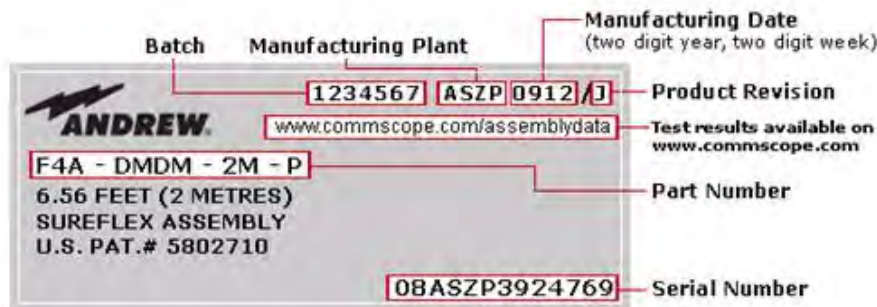 Manufacturing Date
(two digit year, two digit week)
Batch Manufacturing Plant
1234567 ASZP 0912/J Product Revision
ANDREW.
www.commscope.com/assemblydata Test results available on
www.commscope.com
F4A - DMDM - 2M - P
Part Number
6.56 FEET (2 METRES)
SUREFLEX ASSEMBLY
U.S. PAT.# 5802710
08ASZP3924769 Serial Number